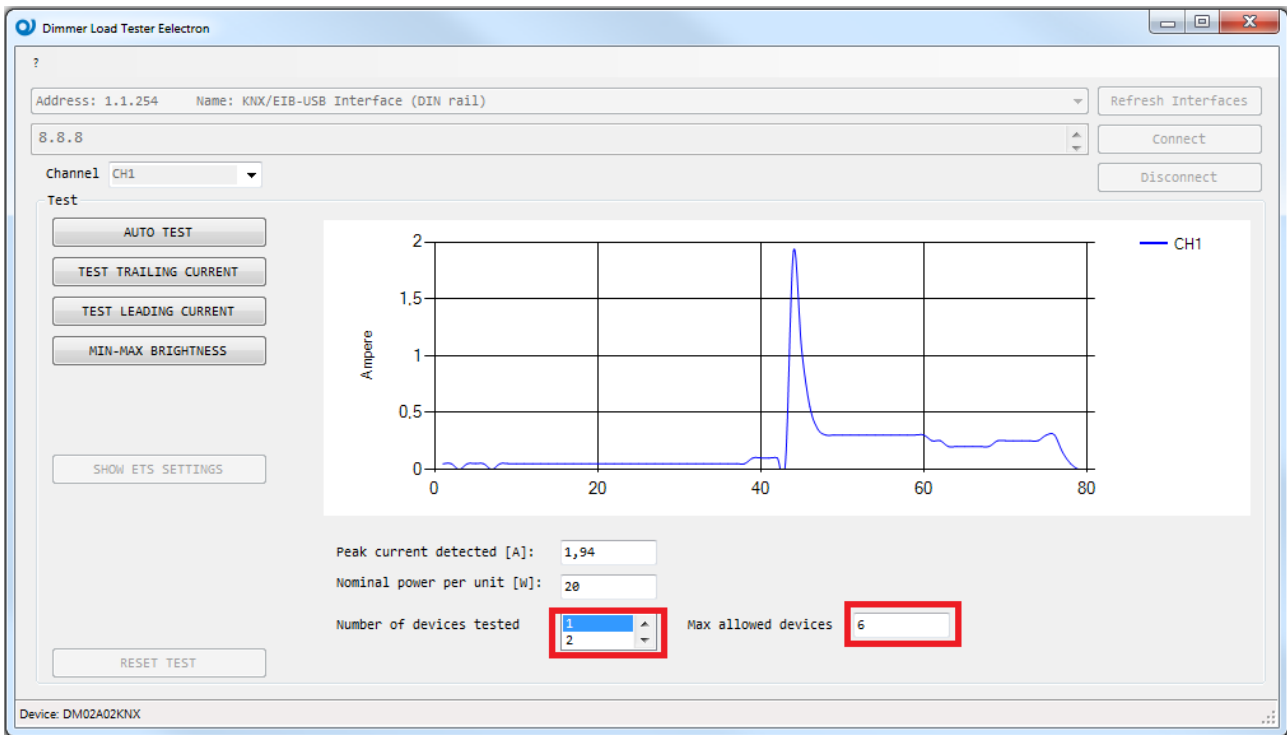 Dimmer Load Tester Eelectron
?
Address: 1.1.254 Name: KNX/EIB-USB Interface (DIN rail)
Refresh Interfaces
8.8.8
Connect
Channel CH1
Disconnect
Test
AUTO TEST
TEST TRAILING CURRENT
TEST LEADING CURRENT
MIN-MAX BRIGHTNESS
SHOW ETS SETTINGS
RESET TEST
2
1,5
1
0,5
0
Ampere
0 20 40 60 80
CH1
Peak current detected [A]: 1,94
Nominal power per unit [W]: 20
Number of devices tested 1
2
Max allowed devices 6
Device: DM02A02KNX